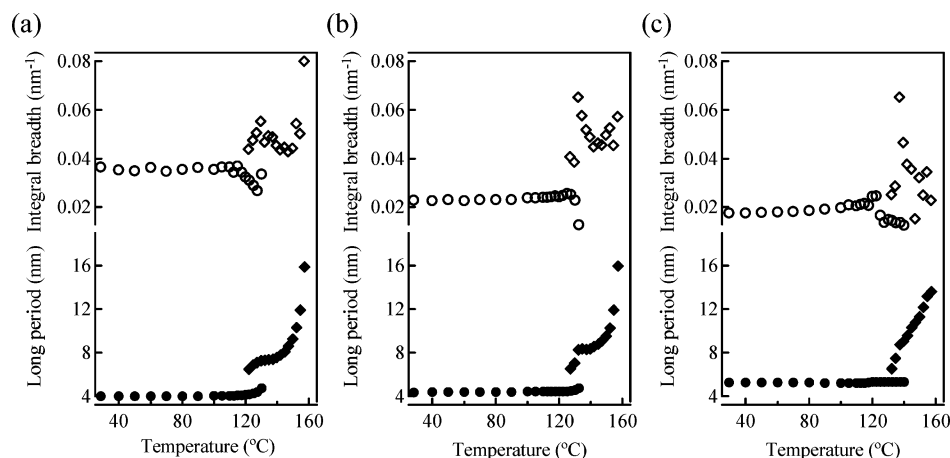 (a) (b) (c)
Integral breadth (nm⁻¹) Integral breadth (nm⁻¹) Integral breadth (nm⁻¹)
0.08 0.08 0.08
0.06 0.06 0.06
0.04 0.04 0.04
0.02 0.02 0.02
Long period (nm) Long period (nm) Long period (nm)
16 16 16
12 12 12
8 8 8
4 4 4
40 80 120 160 40 80 120 160 40 80 120 160
Temperature (°C) Temperature (°C) Temperature (°C)